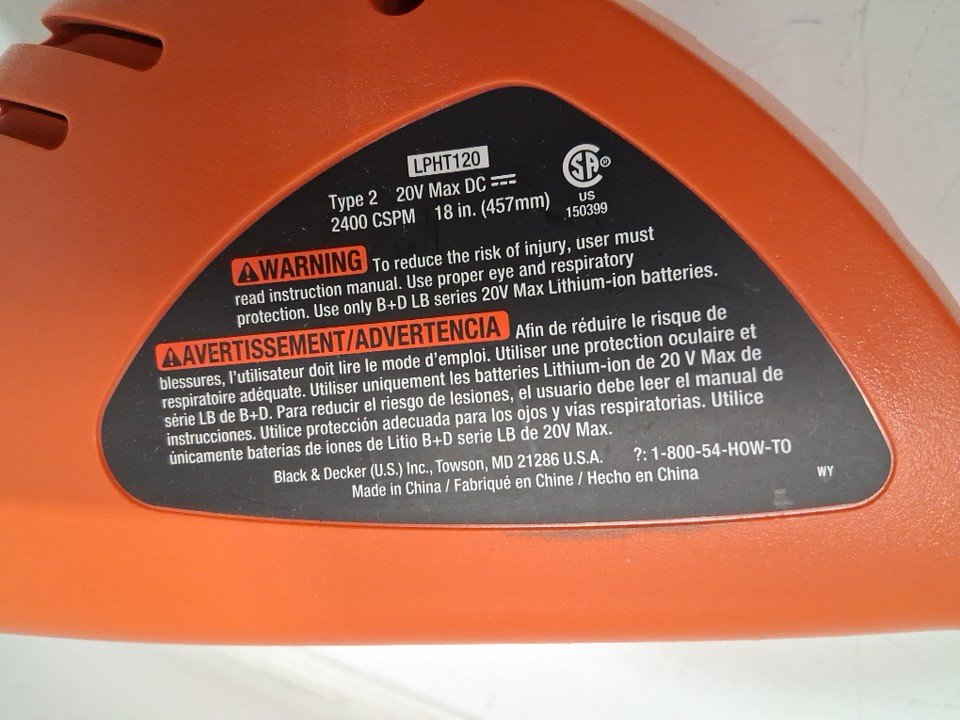 LPHT120
Type 2 20V Max DC ⎓
2400 CSPM 18 in. (457mm)
SA®
US
150399
⚠WARNING To reduce the risk of injury, user must
read instruction manual. Use proper eye and respiratory
protection. Use only B+D LB series 20V Max Lithium-ion batteries.
⚠AVERTISSEMENT/ADVERTENCIA Afin de réduire le risque de
blessures, l'utilisateur doit lire le mode d'emploi. Utiliser une protection oculaire et
respiratoire adéquate. Utiliser uniquement les batteries Lithium-ion de 20 V Max de
série LB de B+D. Para reducir el riesgo de lesiones, el usuario debe leer el manual de
instrucciones. Utilice protección adecuada para los ojos y vías respiratorias. Utilice
únicamente baterías de iones de Litio B+D serie LB de 20V Max.
Black & Decker (U.S.) Inc., Towson, MD 21286 U.S.A. ?: 1-800-54-HOW-TO
Made in China / Fabriqué en Chine / Hecho en China
WY